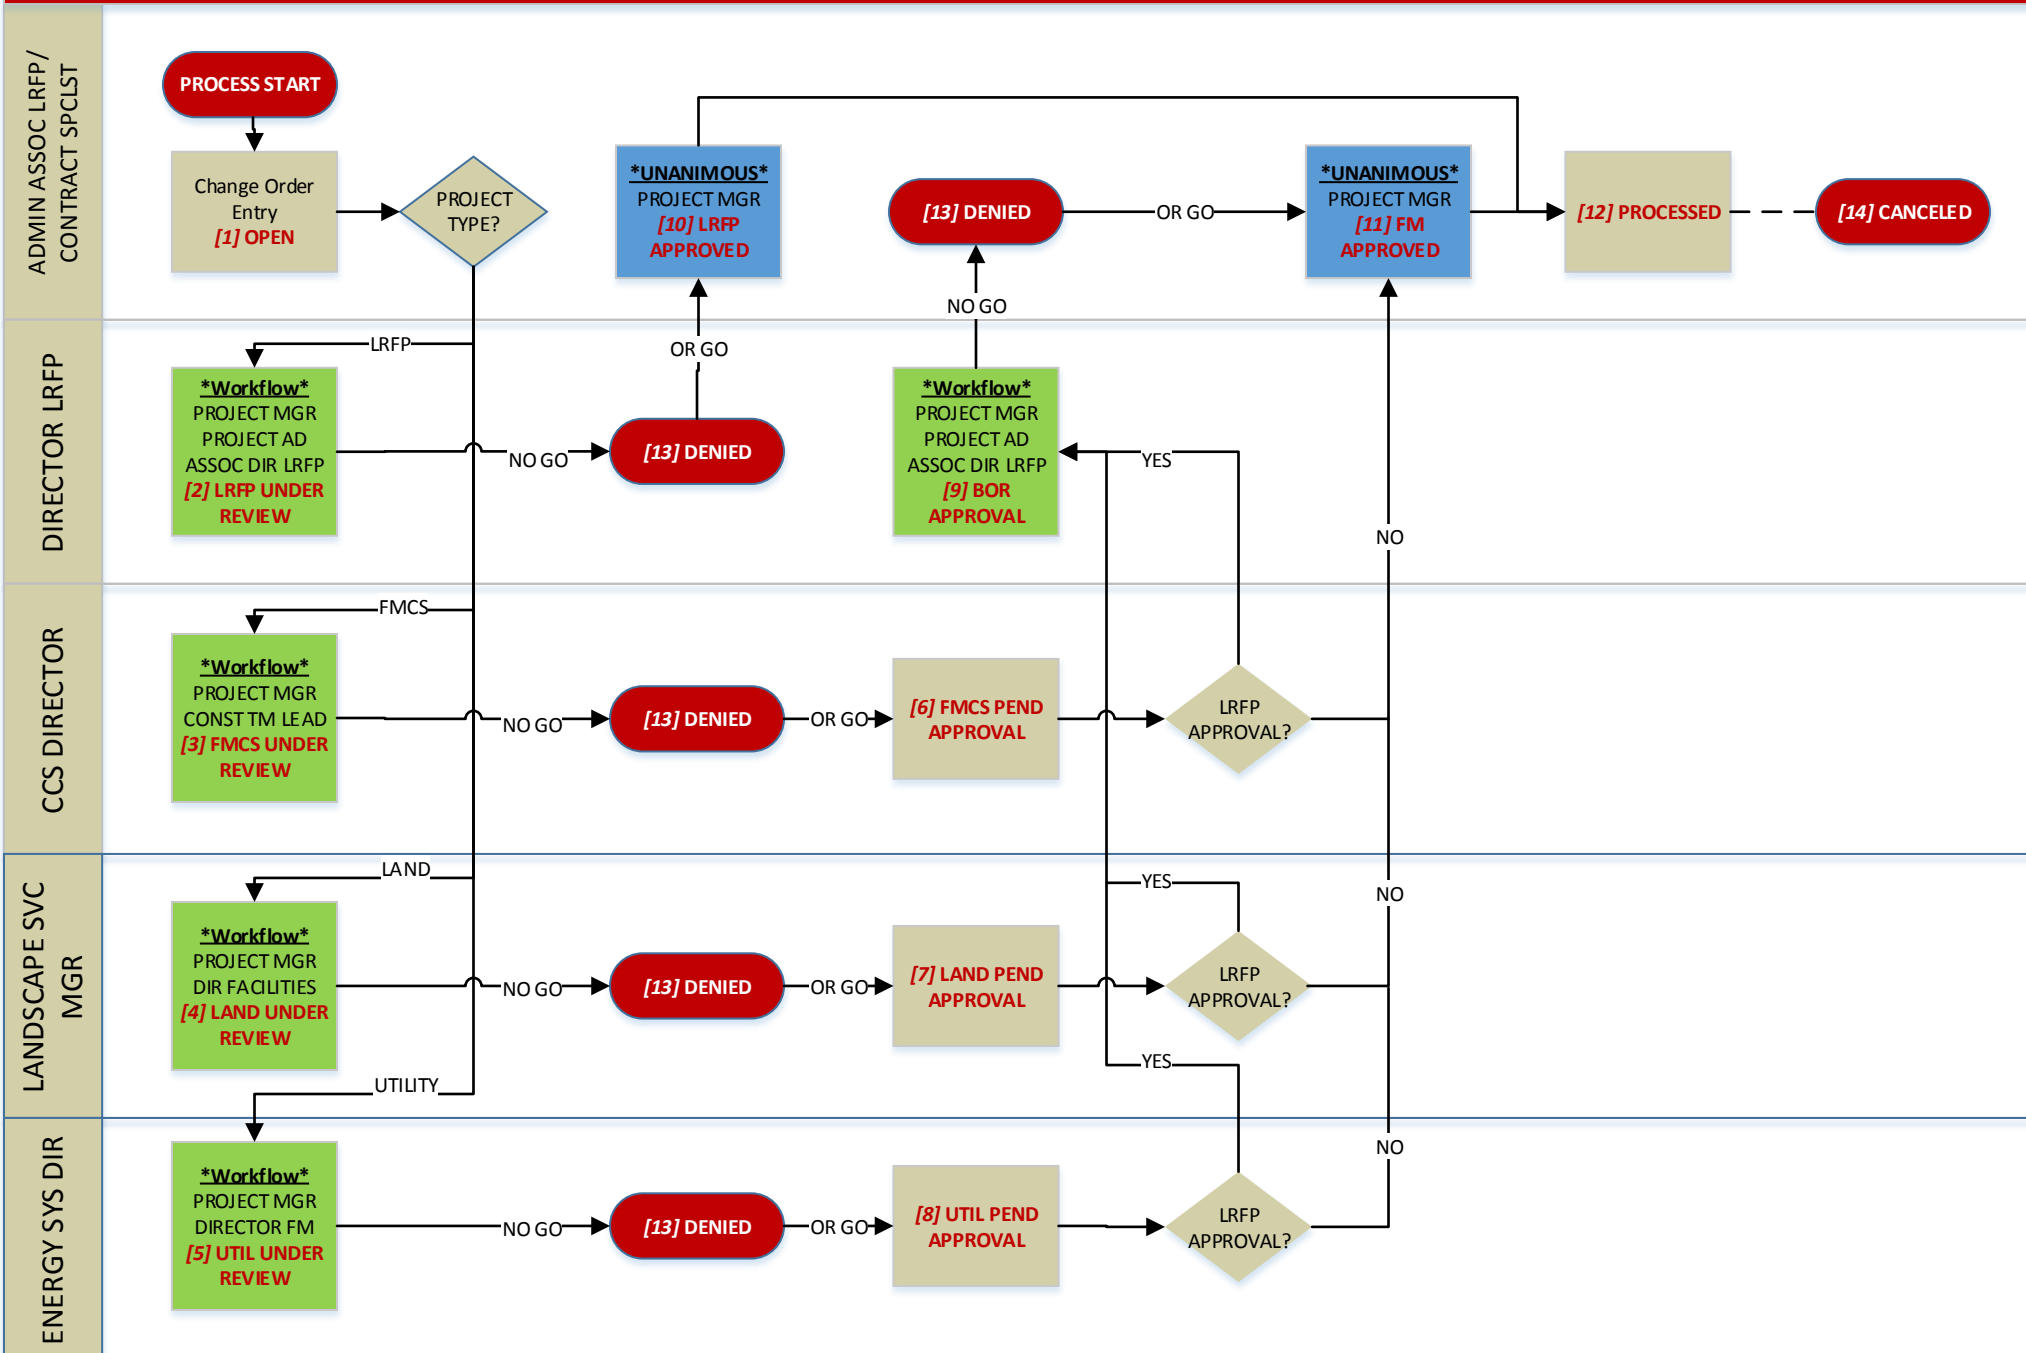 ADMIN ASSOC LRFP/
CONTRACT SPCLST
PROCESS START
Change Order
Entry
[1] OPEN
PROJECT
TYPE?
*UNANIMOUS*
PROJECT MGR
[10] LRFP
APPROVED
[13] DENIED
OR GO
*UNANIMOUS*
PROJECT MGR
[11] FM
APPROVED
[12] PROCESSED
[14] CANCELED
NO GO
DIRECTOR LRFP
LRFP
OR GO
*Workflow*
PROJECT MGR
PROJECT AD
ASSOC DIR LRFP
[2] LRFP UNDER
REVIEW
NO GO
[13] DENIED
*Workflow*
PROJECT MGR
PROJECT AD
ASSOC DIR LRFP
[9] BOR
APPROVAL
YES
NO
CCS DIRECTOR
FMCS
*Workflow*
PROJECT MGR
CONST TM LEAD
[3] FMCS UNDER
REVIEW
NO GO
[13] DENIED
OR GO
[6] FMCS PEND
APPROVAL
LRFP
APPROVAL?
LANDSCAPE SVC
MGR
LAND
*Workflow*
PROJECT MGR
DIR FACILITIES
[4] LAND UNDER
REVIEW
NO GO
[13] DENIED
OR GO
[7] LAND PEND
APPROVAL
YES
LRFP
APPROVAL?
NO
UTILITY
YES
ENERGY SYS DIR
*Workflow*
PROJECT MGR
DIRECTOR FM
[5] UTIL UNDER
REVIEW
NO GO
[13] DENIED
OR GO
[8] UTIL PEND
APPROVAL
LRFP
APPROVAL?
NO